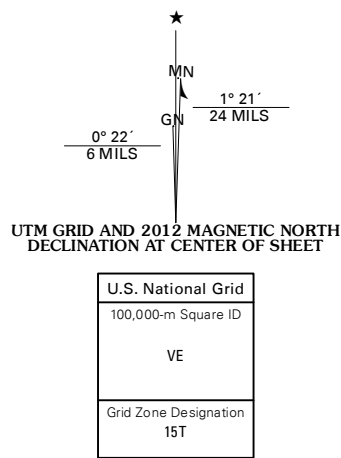 ★
MN
GN
1° 21´
24 MILS
0° 22´
6 MILS
UTM GRID AND 2012 MAGNETIC NORTH
DECLINATION AT CENTER OF SHEET
U.S. National Grid
100,000-m Square ID
VE
Grid Zone Designation
15T